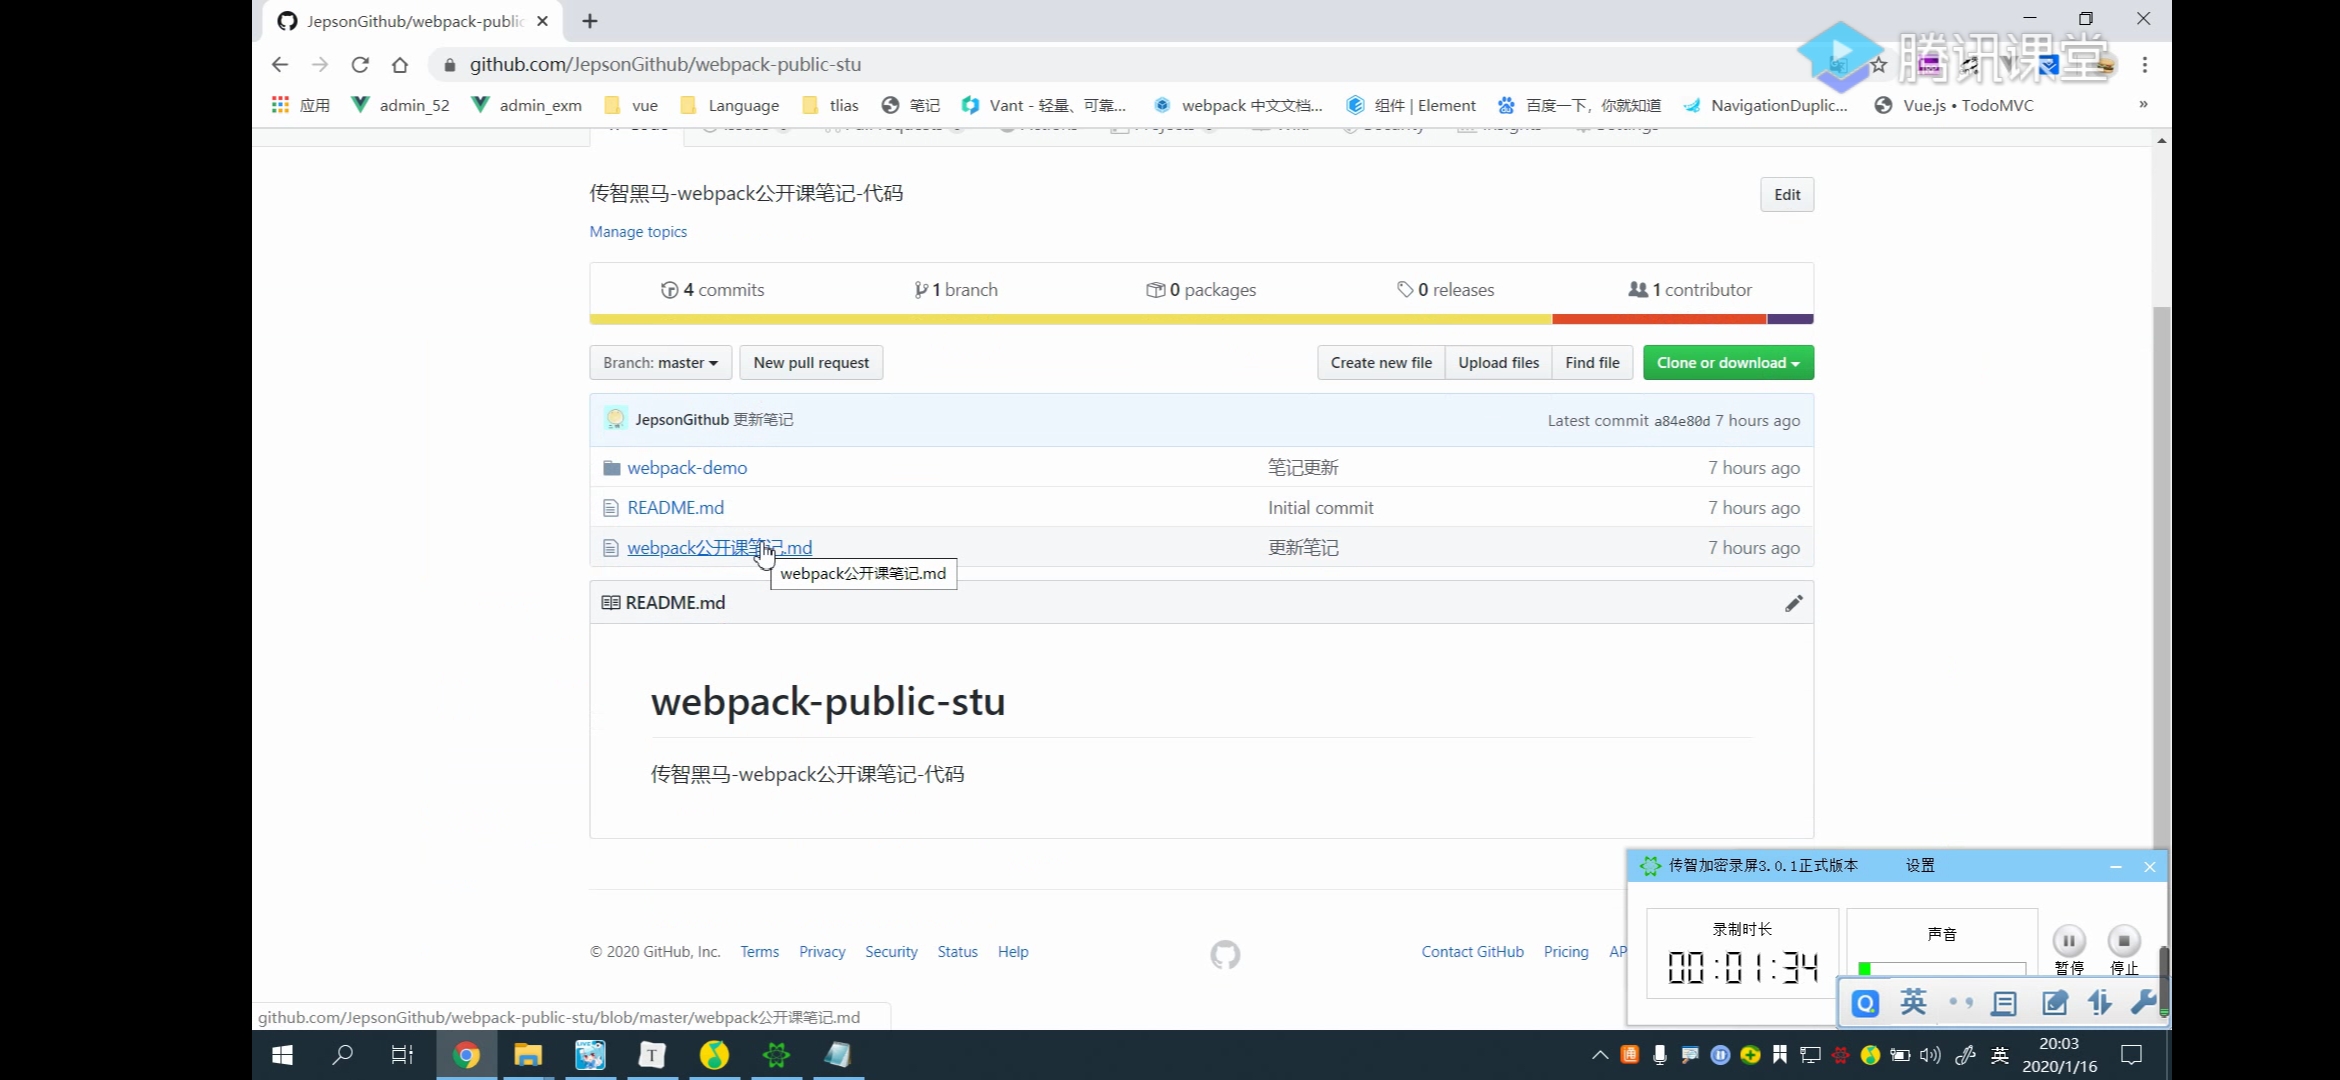 JepsonGithub/webpack-public
腾讯课堂
github.com/JepsonGithub/webpack-public-stu
应用 admin_52 admin_exm vue Language tlias 笔记 Vant - 轻量、可靠... webpack 中文文档... 组件 | Element 百度一下，你就知道 NavigationDuplic... Vue.js • TodoMVC »
传智黑马-webpack公开课笔记-代码
Edit
Manage topics
4 commits 1 branch 0 packages 0 releases 1 contributor
Branch: master New pull request Create new file Upload files Find file Clone or download
JepsonGithub 更新笔记 Latest commit a84e80d 7 hours ago
webpack-demo 笔记更新 7 hours ago
README.md Initial commit 7 hours ago
webpack公开课笔记.md 更新笔记 7 hours ago
webpack公开课笔记.md
README.md
webpack-public-stu
传智黑马-webpack公开课笔记-代码
传智加密录屏3.0.1正式版本 设置
录制时长 声音
00:01:34 暂停 停止
© 2020 GitHub, Inc. Terms Privacy Security Status Help Contact GitHub Pricing
英
github.com/JepsonGithub/webpack-public-stu/blob/master/webpack公开课笔记.md
英 20:03
2020/1/16